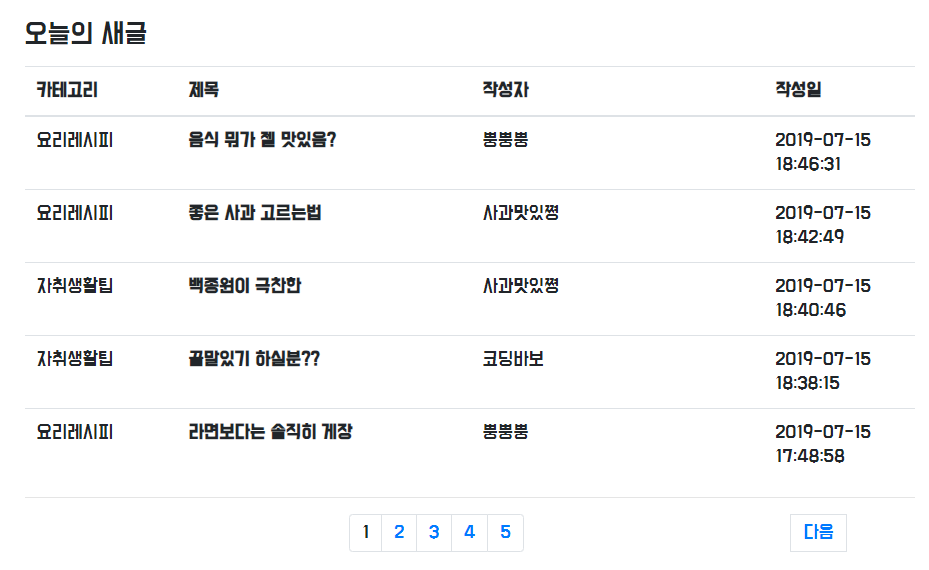 오늘의 새글
카테고리 제목 작성자 작성일
요리레시피 음식 뭐가 젤 맛있음? 뿡뿡뿡 2019-07-15
18:46:31
요리레시피 좋은 사과 고르는법 사과맛있쪙 2019-07-15
18:42:49
자취생활팁 백종원이 극찬한 사과맛있쪙 2019-07-15
18:40:46
자취생활팁 끝말있기 하실분?? 코딩바보 2019-07-15
18:38:15
요리레시피 라면보다는 솔직히 게장 뿡뿡뿡 2019-07-15
17:48:58
1 2 3 4 5 다음